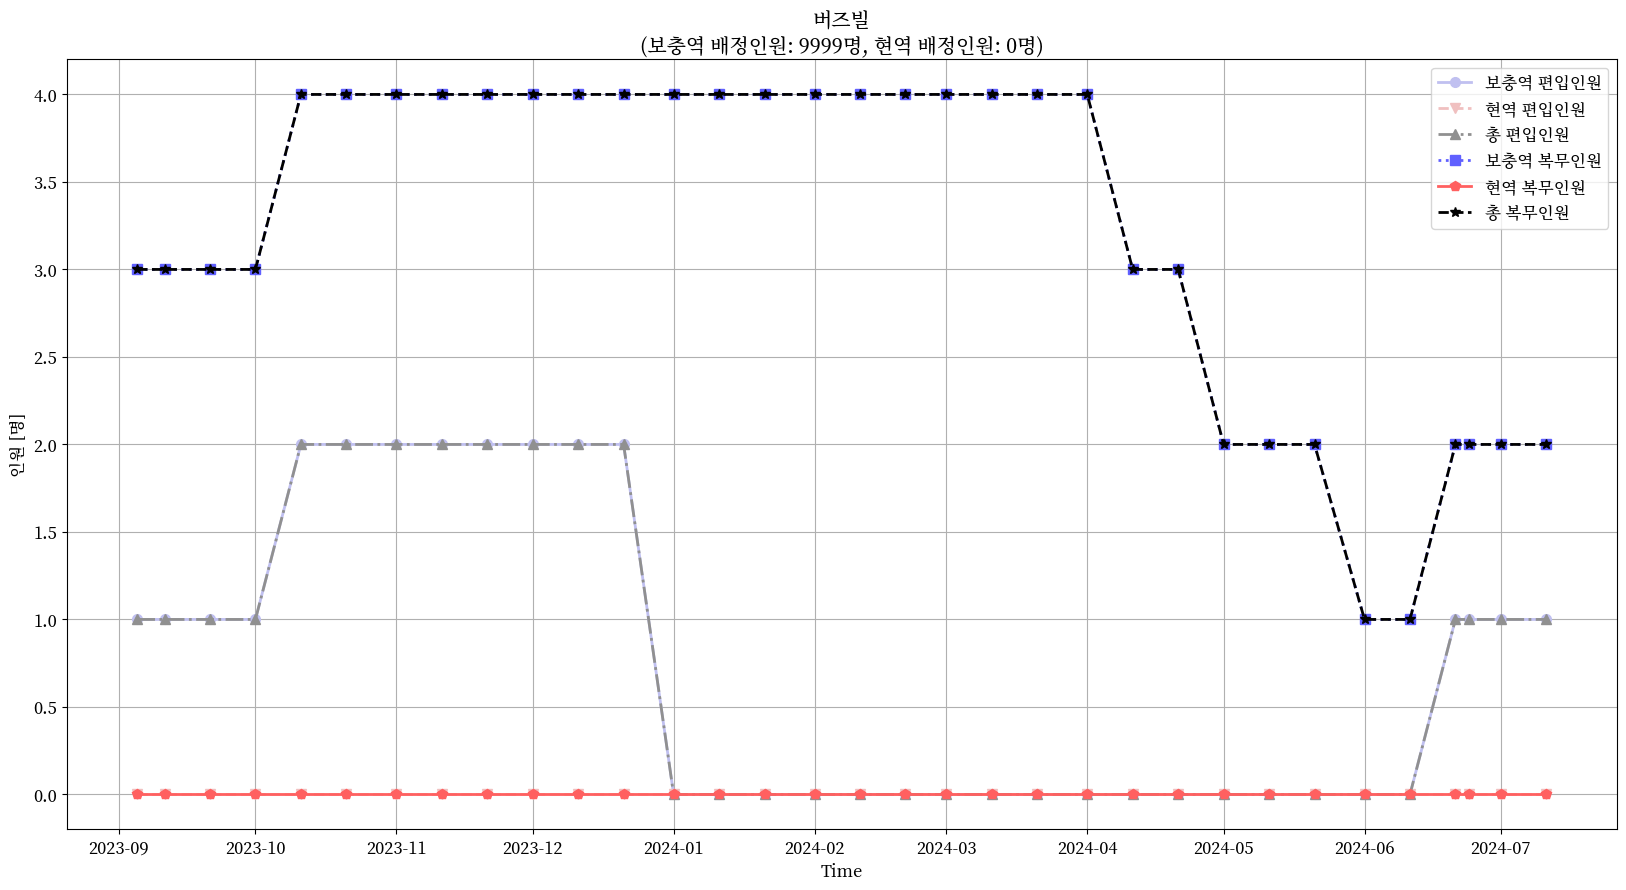 버즈빌
(보충역 배정인원: 9999명, 현역 배정인원: 0명)
보충역 편입인원
현역 편입인원
총 편입인원
보충역 복무인원
현역 복무인원
총 복무인원
인원 [명]
4.0
3.5
3.0
2.5
2.0
1.5
1.0
0.5
0.0
2023-09 2023-10 2023-11 2023-12 2024-01 2024-02 2024-03 2024-04 2024-05 2024-06 2024-07
Time